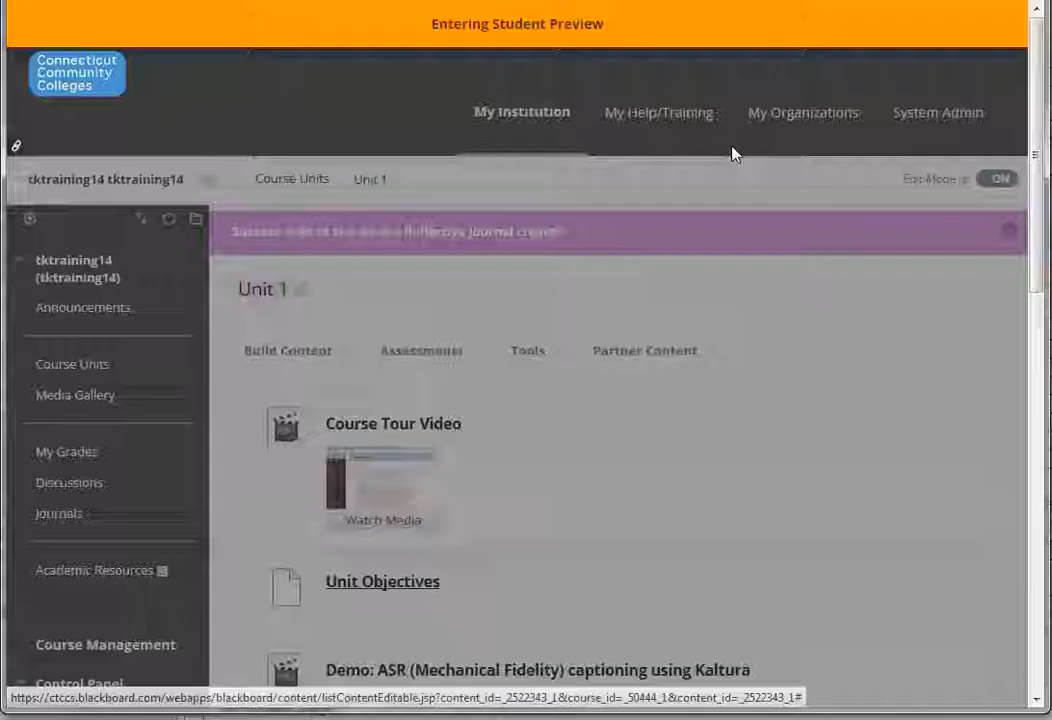 Entering Student Preview
Connecticut
Community
Colleges
My Institution
My Help/Training
My Organizations
System Admin
tktraining14 tktraining14
Course Units
Unit 1
Edit Mode is
ON
Reflective Journal created
tktraining14
(tktraining14)
Announcements
Unit 1
Build Content
Assessments
Tools
Partner Content
Course Units
Media Gallery
Course Tour Video
My Grades
Discussions
Journals
Watch Media
Academic Resources
Unit Objectives
Course Management
Control Panel
Demo: ASR (Mechanical Fidelity) captioning using Kaltura
https://ctccs.blackboard.com/webapps/blackboard/content/listContentEditable.jsp?content_id=_2522343_1&course_id=_50444_1&content_id=_2522343_1#